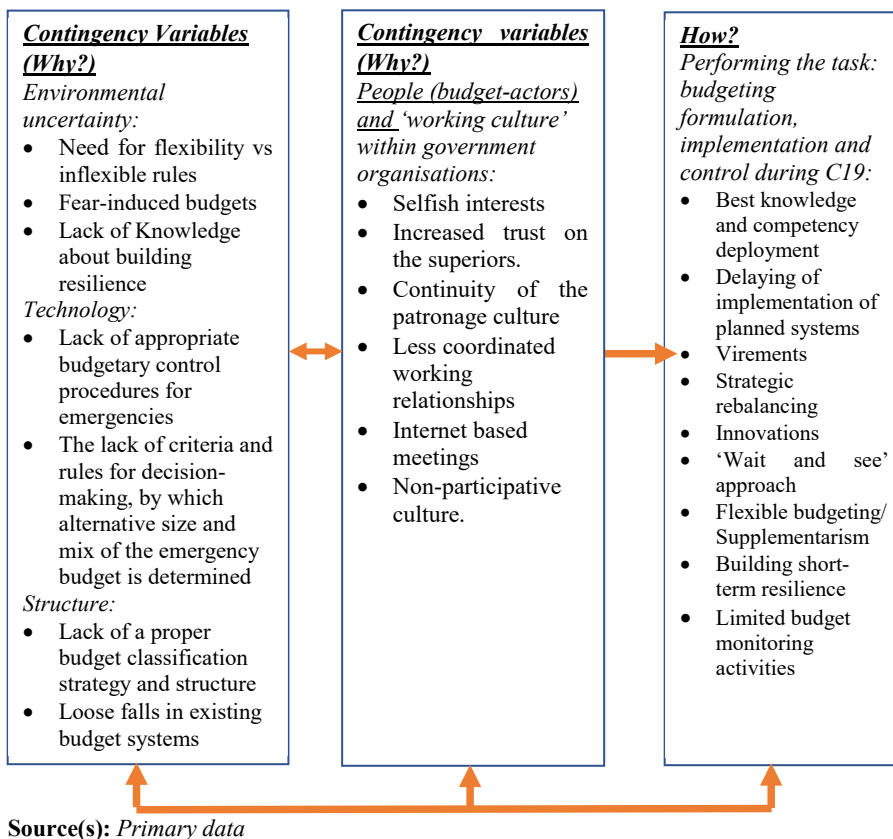 Contingency Variables
(Why?)
Environmental
uncertainty:
• Need for flexibility vs
inflexible rules
• Fear-induced budgets
• Lack of Knowledge
about building
resilience
Technology:
• Lack of appropriate
budgetary control
procedures for
emergencies
• The lack of criteria and
rules for decision-
making, by which
alternative size and
mix of the emergency
budget is determined
Structure:
• Lack of a proper
budget classification
strategy and structure
• Loose falls in existing
budget systems
Contingency variables
(Why?)
People (budget-actors)
and ‘working culture’
within government
organisations:
• Selfish interests
• Increased trust on
the superiors.
• Continuity of the
patronage culture
• Less coordinated
working
relationships
• Internet based
meetings
• Non-participative
culture.
How?
Performing the task:
budgeting
formulation,
implementation and
control during C19:
• Best knowledge
and competency
deployment
• Delaying of
implementation of
planned systems
• Virements
• Strategic
rebalancing
• Innovations
• ‘Wait and see’
approach
• Flexible budgeting/
Supplementarism
• Building short-
term resilience
• Limited budget
monitoring
activities
Source(s): Primary data